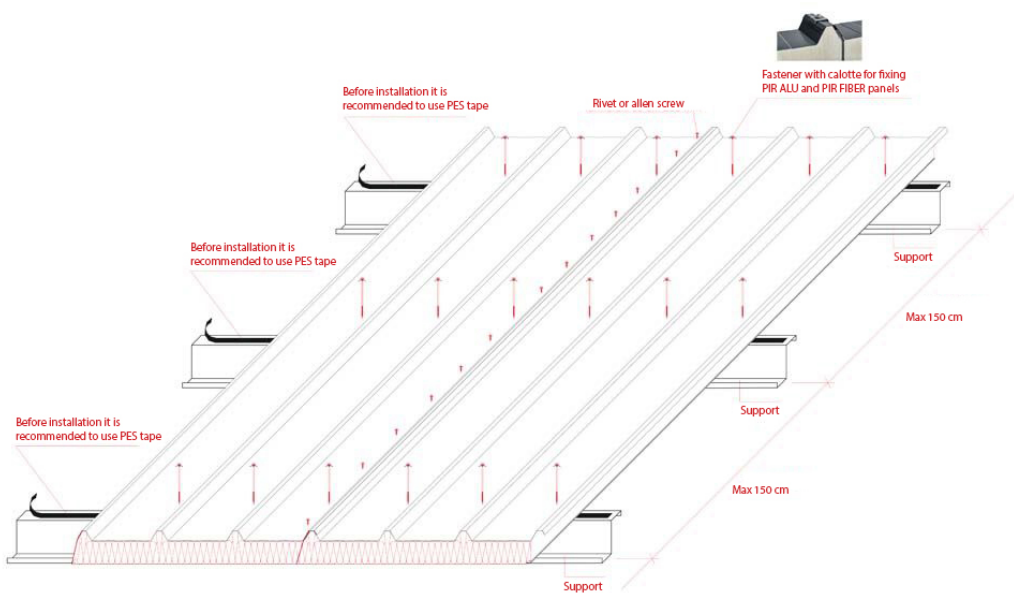 Fastener with calotte for fixing
PIR ALU and PIR FIBER panels
Before installation it is
recommended to use PES tape
Rivet or allen screw
Before installation it is
recommended to use PES tape
Support
Max 150 cm
Support
Before installation it is
recommended to use PES tape
Max 150 cm
Support